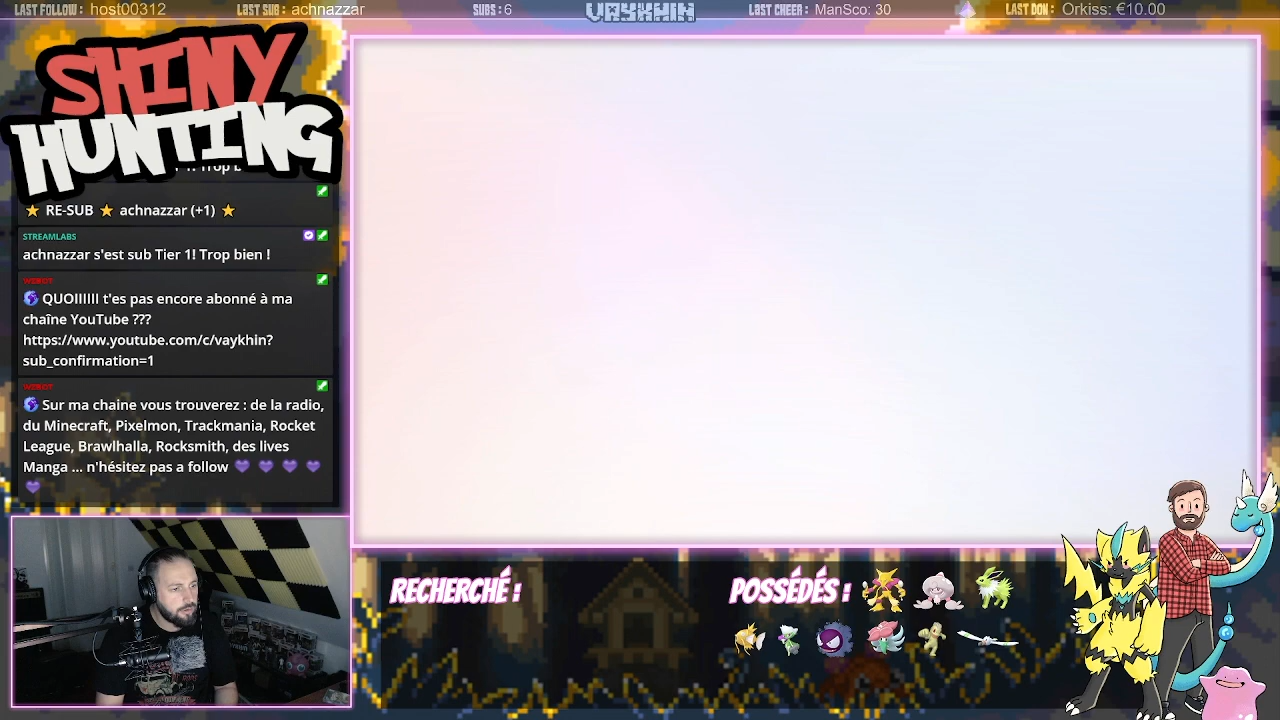 LAST FOLLOW: host00312 LAST SUB: achnazzar SUBS: 6 VAYKHIN LAST CHEER: ManSco: 30 LAST DON: Orkiss: €10.00
SHINY
HUNTING
★ RE-SUB ★ achnazzar (+1) ★
STREAMLABS
achnazzar s'est sub Tier 1! Trop bien !
WZBOT
QUOIIIIII t'es pas encore abonné à ma
chaîne YouTube ???
https://www.youtube.com/c/vaykhin?
sub_confirmation=1
WZBOT
Sur ma chaine vous trouverez : de la radio,
du Minecraft, Pixelmon, Trackmania, Rocket
League, Brawlhalla, Rocksmith, des lives
Manga ... n'hésitez pas a follow 💜 💜 💜 💜
💜
RECHERCHÉ :
POSSÉDÉS :